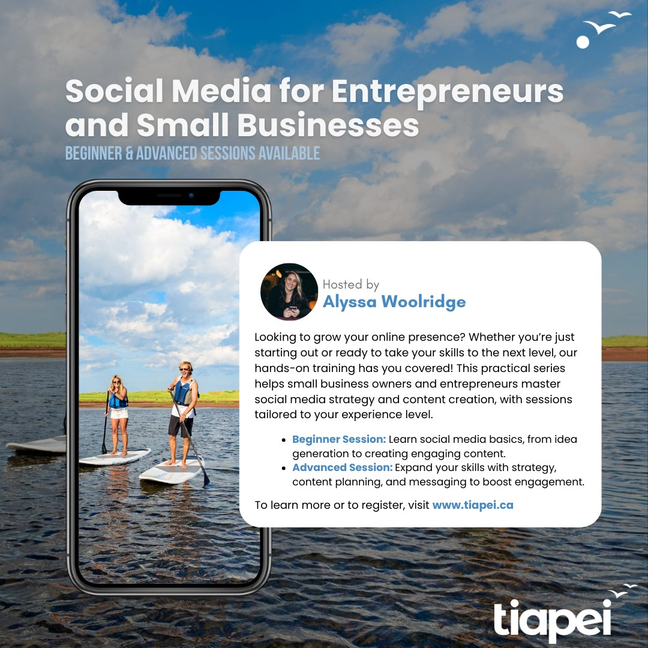 Social Media for Entrepreneurs
and Small Businesses
BEGINNER & ADVANCED SESSIONS AVAILABLE
Hosted by
Alyssa Woolridge
Looking to grow your online presence? Whether you're just
starting out or ready to take your skills to the next level, our
hands-on training has you covered! This practical series
helps small business owners and entrepreneurs master
social media strategy and content creation, with sessions
tailored to your experience level.
• Beginner Session: Learn social media basics, from idea
generation to creating engaging content.
• Advanced Session: Expand your skills with strategy,
content planning, and messaging to boost engagement.
To learn more or to register, visit www.tiapei.ca
tiapei